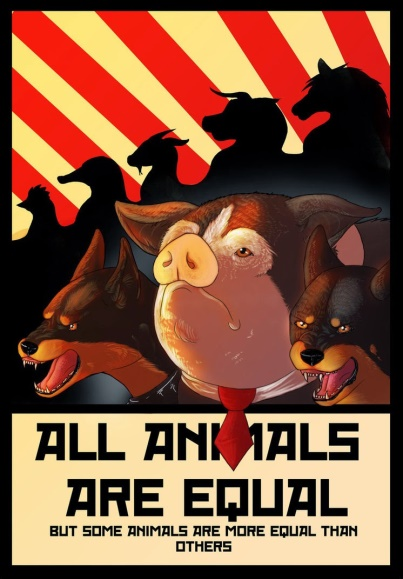 ALL ANIMALS
ARE EQUAL
BUT SOME ANIMALS ARE MORE EQUAL THAN
OTHERS